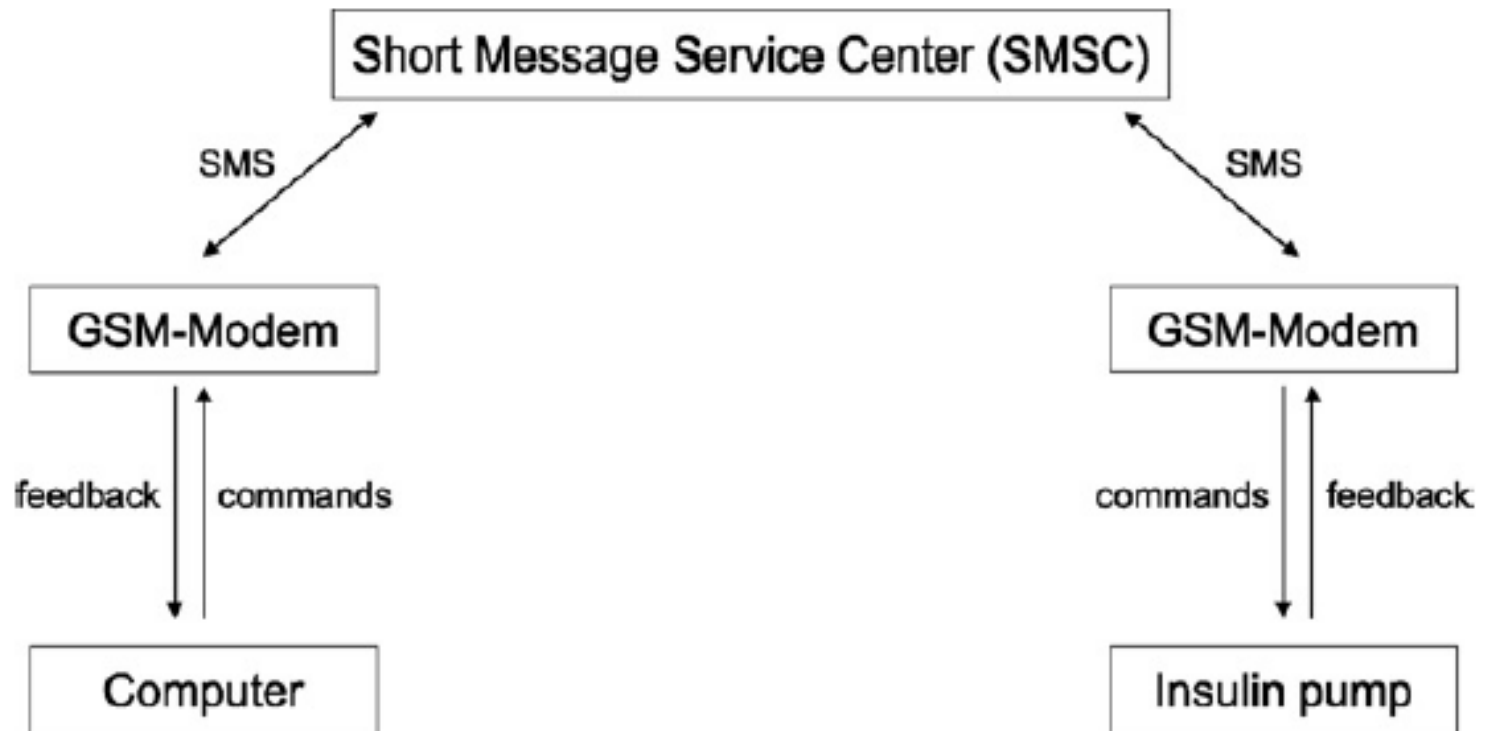 Short Message Service Center (SMSC)
SMS
SMS
GSM-Modem
GSM-Modem
feedback
commands
commands
feedback
Computer
Insulin pump